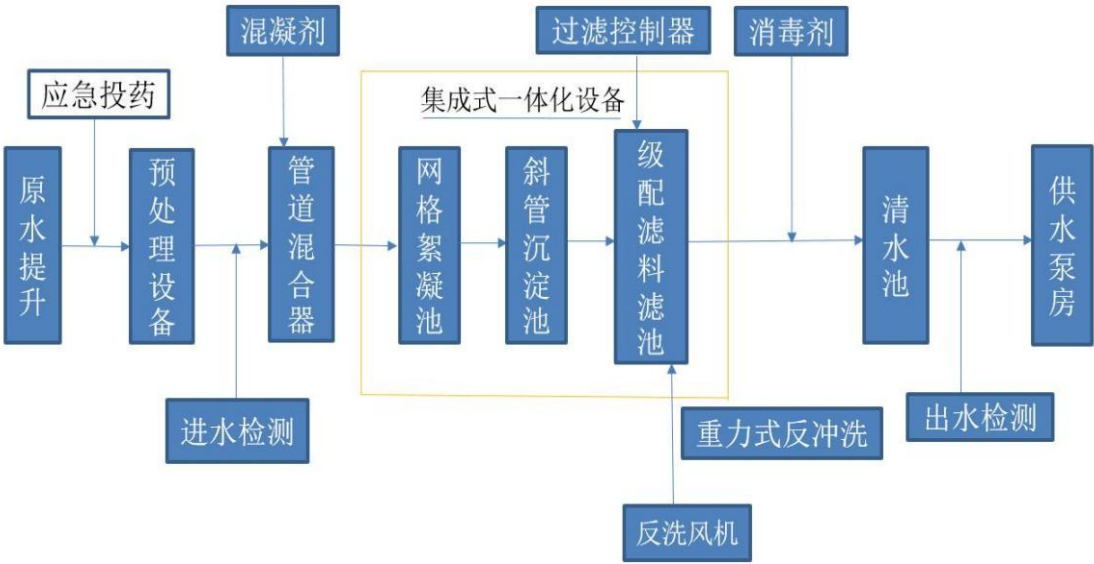 混凝剂
过滤控制器
消毒剂
应急投药
集成式一体化设备
原水提升
预处理设备
管道混合器
网格絮凝池
斜管沉淀池
级配滤料滤池
清水池
供水泵房
进水检测
重力式反冲洗
出水检测
反洗风机